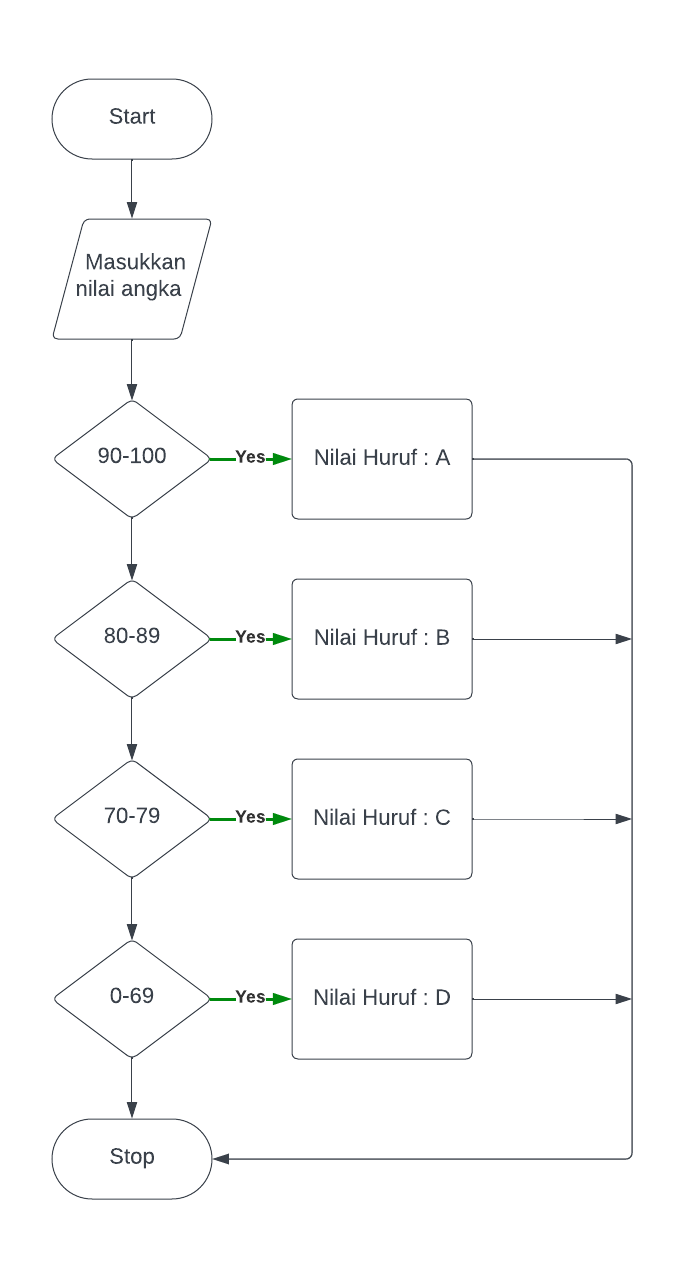 Start
Masukkan
nilai angka
90-100
Yes
Nilai Huruf : A
80-89
Yes
Nilai Huruf : B
70-79
Yes
Nilai Huruf : C
0-69
Yes
Nilai Huruf : D
Stop